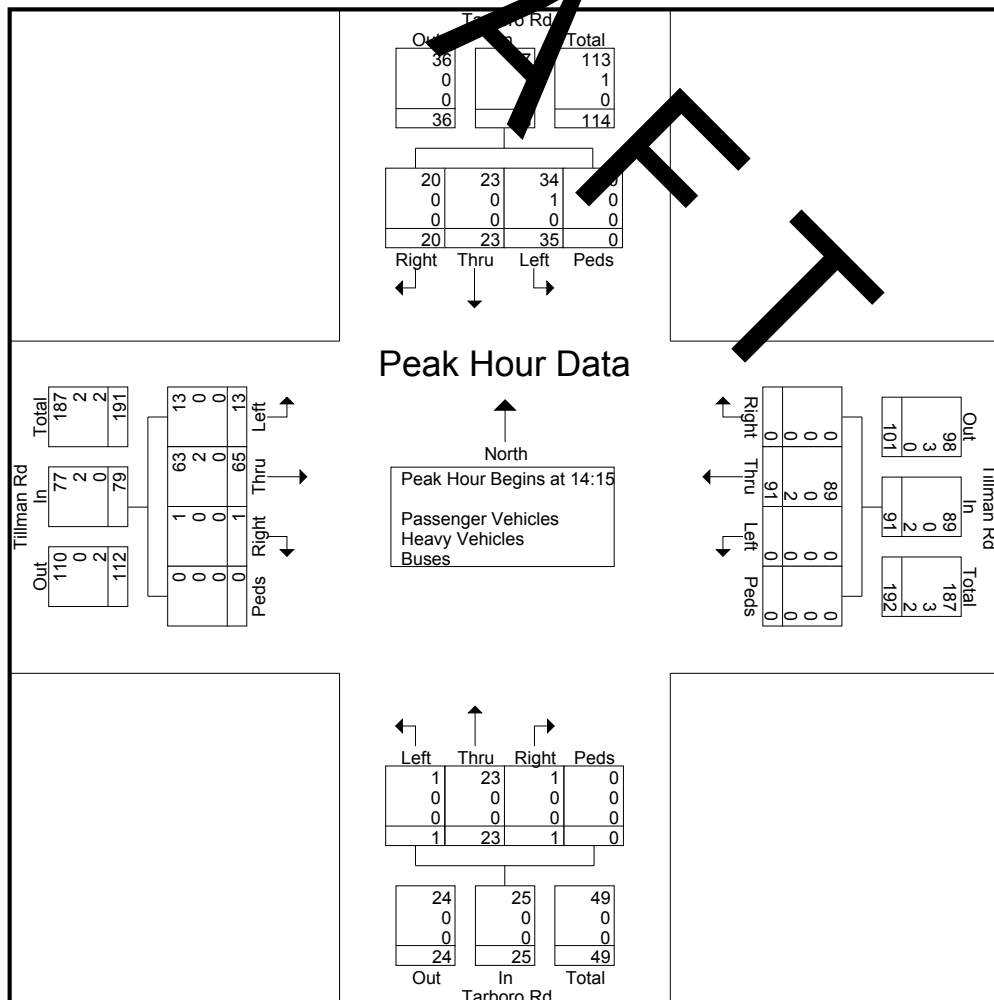 Tarboro Rd
Out Total
36 113
0 1
0 0
36 114
20 23 34
0 0 1 0
0 0 0 0
20 23 35 0
Right Thru Left Peds
A
E
T
Peak Hour Data
North
Peak Hour Begins at 14:15
Passenger Vehicles
Heavy Vehicles
Buses
Tillman Rd
Total In Out
187 77 110
2 2 0
2 0 2
191 79 112
13 63 1 0
0 2 0 0
0 0 0 0
13 65 1 0
Left Thru Right Peds
Tillman Rd
Out In Total
98 89 187
3 0 3
0 2 2
101 91 192
0 89 0 0
0 0 0 0
0 2 0 0
0 91 0 0
Right Thru Left Peds
Left Thru Right Peds
1 23 1 0
0 0 0 0
0 0 0 0
1 23 1 0
24 25 49
0 0 0
0 0 0
24 25 49
Out In Total
Tarboro Rd